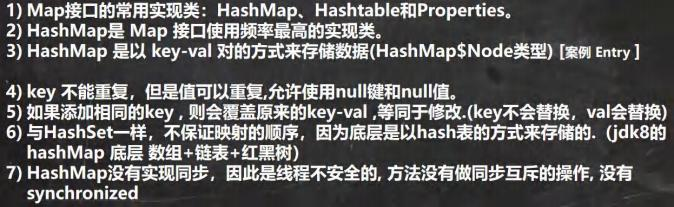 1) Map接口的常用实现类：HashMap、Hashtable和Properties。
2) HashMap是 Map 接口使用频率最高的实现类。
3) HashMap 是以 key-val 对的方式来存储数据(HashMap$Node类型) [案例 Entry ]
4) key 不能重复，但是值可以重复,允许使用null键和null值。
5) 如果添加相同的key , 则会覆盖原来的key-val ,等同于修改.(key不会替换，val会替换)
6) 与HashSet一样，不保证映射的顺序，因为底层是以hash表的方式来存储的. (jdk8的
hashMap 底层 数组+链表+红黑树)
7) HashMap没有实现同步，因此是线程不安全的, 方法没有做同步互斥的操作, 没有
synchronized